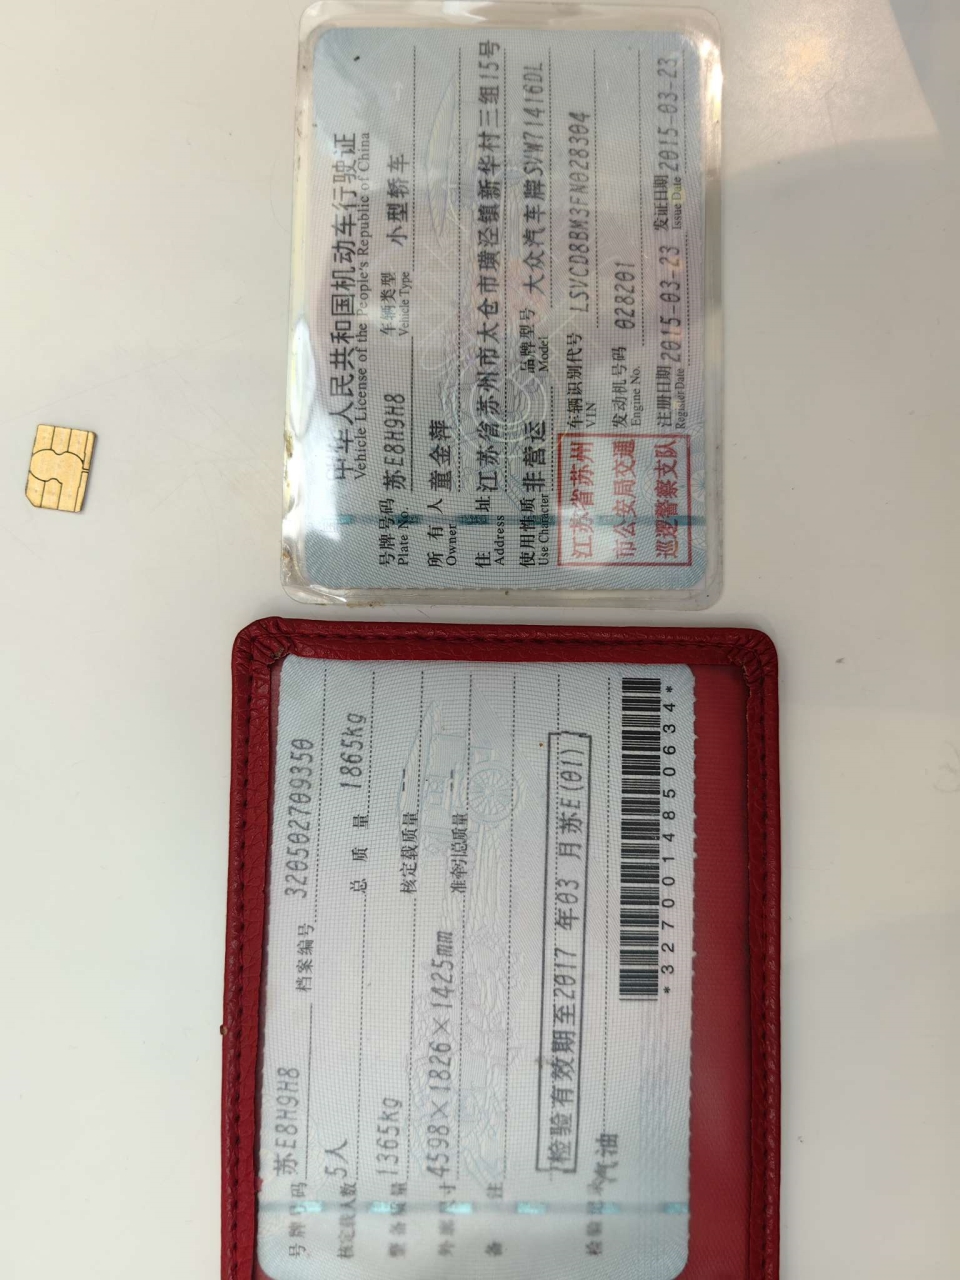 中华人民共和国机动车行驶证
Vehicle License of the People's Republic of China
号牌号码 苏E8H9H8 车辆类型 小型轿车
Plate No. Vehicle Type
所有人 童金萍
Owner
住址 江苏省苏州市太仓市璜泾镇新华村三组15号
Address
使用性质 非营运 品牌型号 大众汽车牌SVW71416DL
Use Character Model
江苏省苏州
市公安局交通
巡逻警察支队
车辆识别代号 LSVCD8BM3FN028304
VIN
发动机号码 028201
Engine No.
注册日期 2015-03-23 发证日期 2015-03-23
Register Date Issue Date
号牌号码 苏E8H9H8 档案编号 320502709350
核定载人数 5人 总质量 1865kg
整备质量 1365kg 核定载质量 --
外廓尺寸 4598×1826×1425mm 准牵引总质量 --
备注
检验有效期至2017年03月苏E(01)
检验记录 汽油
*3270014850634*